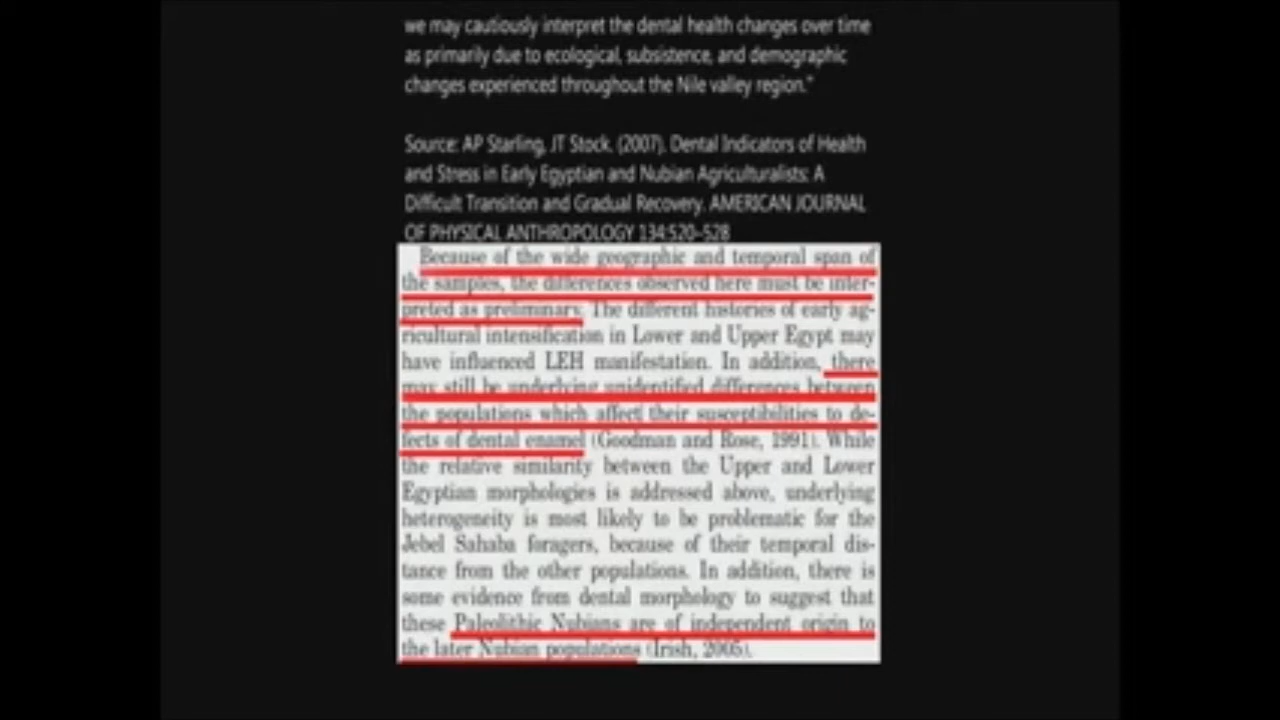 we may cautiously interpret the dental health changes over time
as primarily due to ecological, subsistence, and demographic
changes experienced throughout the Nile valley region."
Source: AP Starling, JT Stock. (2007). Dental Indicators of Health
and Stress in Early Egyptian and Nubian Agriculturalists: A
Difficult Transition and Gradual Recovery. AMERICAN JOURNAL
OF PHYSICAL ANTHROPOLOGY 134:520–528
Because of the wide geographic and temporal span of
the samples, the differences observed here must be inter-
preted as preliminary. The different histories of early ag-
ricultural intensification in Lower and Upper Egypt may
have influenced LEH manifestation. In addition, there
may still be underlying unidentified differences between
the populations which affect their susceptibilities to de-
fects of dental enamel (Goodman and Rose, 1991). While
the relative similarity between the Upper and Lower
Egyptian morphologies is addressed above, underlying
heterogeneity is most likely to be problematic for the
Jebel Sahaba foragers, because of their temporal dis-
tance from the other populations. In addition, there is
some evidence from dental morphology to suggest that
these Paleolithic Nubians are of independent origin to
the later Nubian populations (Irish, 2005).